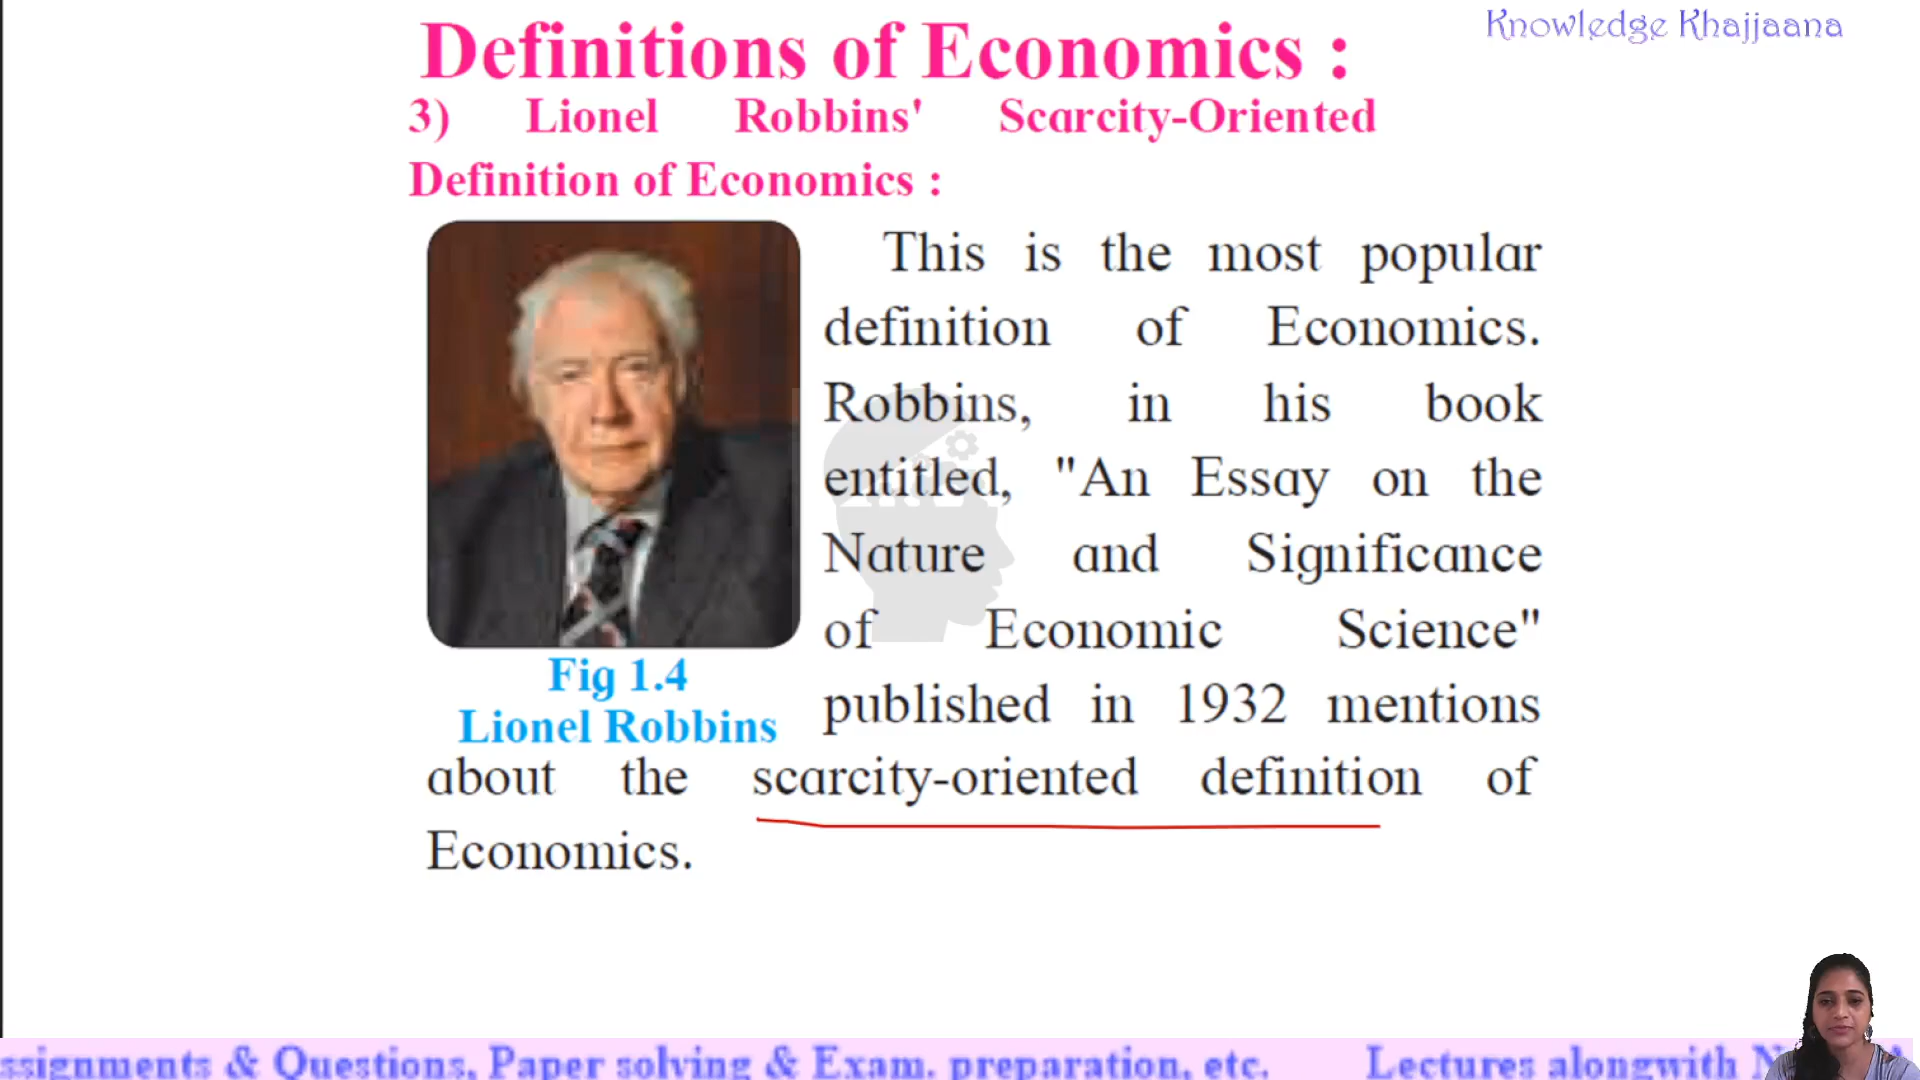 Knowledge Khajjaana
Definitions of Economics :
3) Lionel Robbins' Scarcity-Oriented
Definition of Economics :
This is the most popular
definition of Economics.
Robbins, in his book
entitled, "An Essay on the
Nature and Significance
of Economic Science"
published in 1932 mentions
about the scarcity-oriented definition of
Economics.
Fig 1.4
Lionel Robbins
ssignments & Questions, Paper solving & Exam. preparation, etc. Lectures alongwith